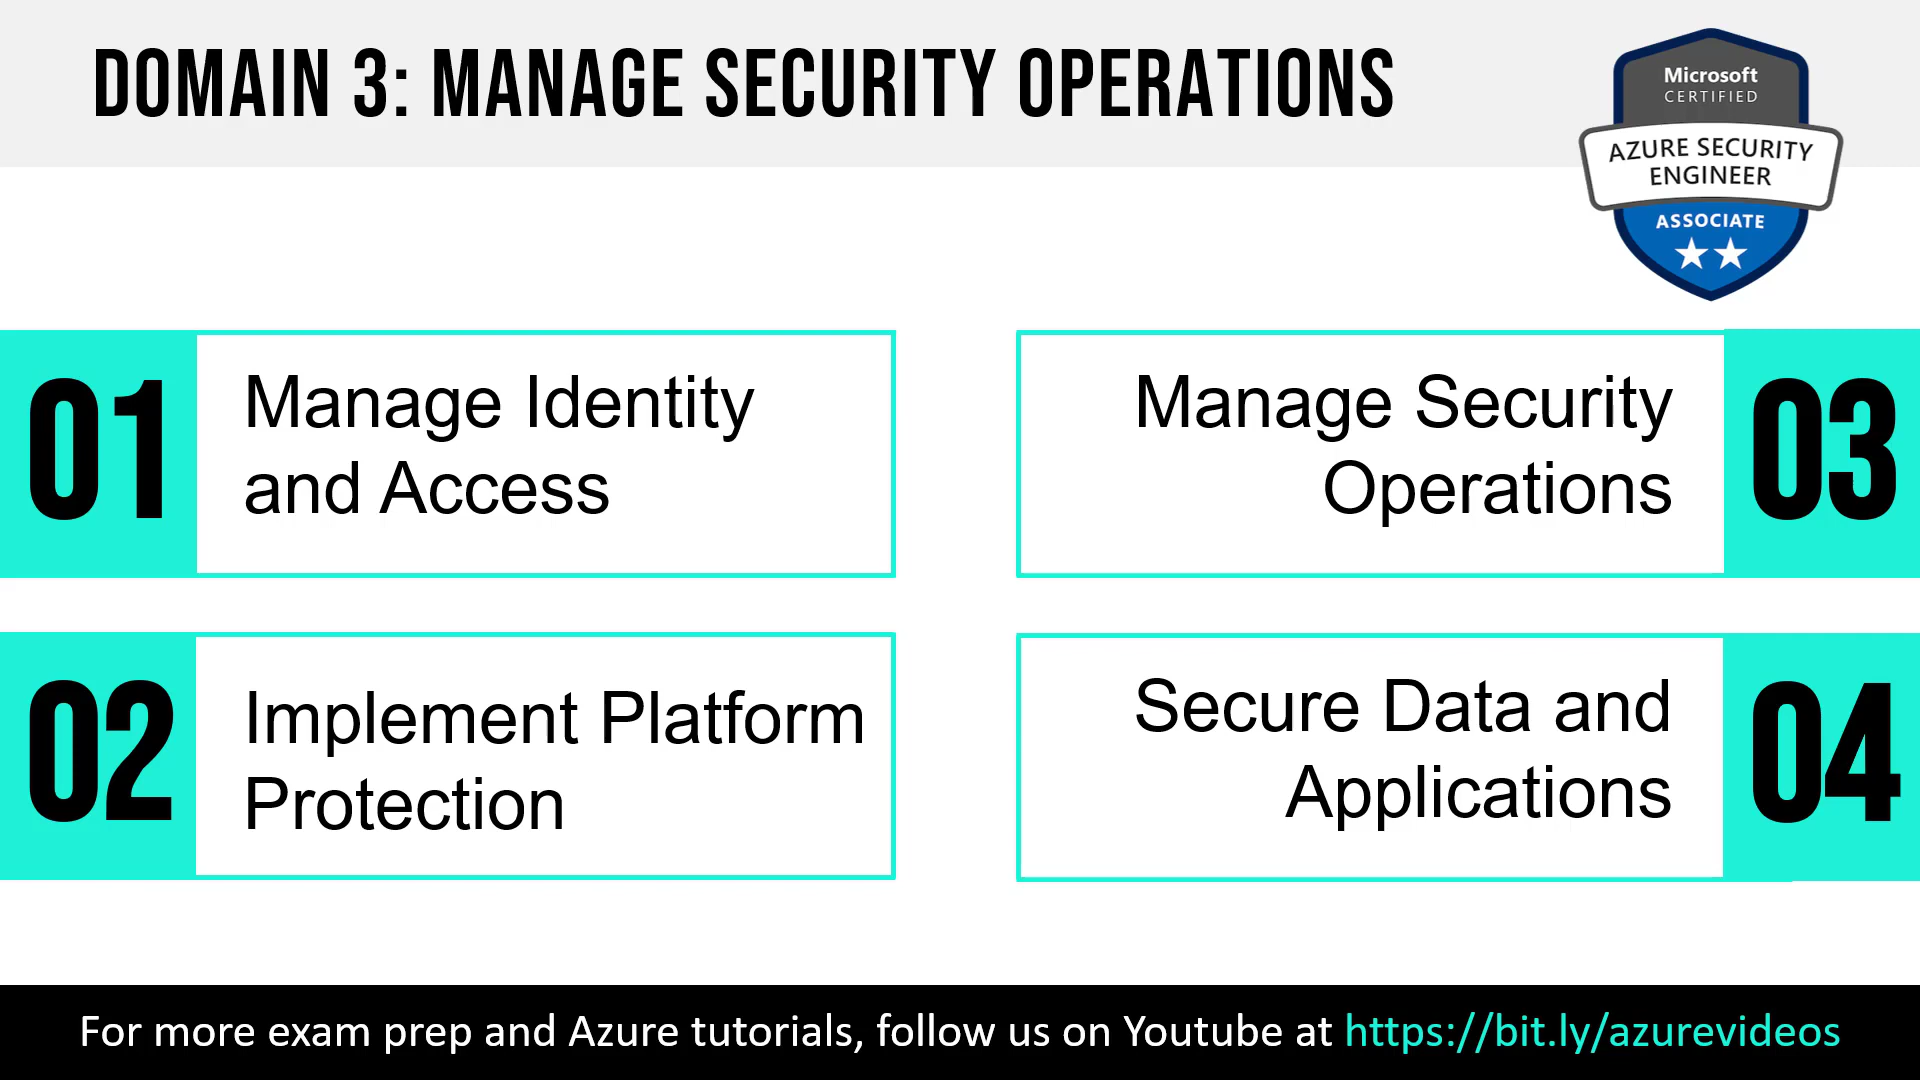 DOMAIN 3: MANAGE SECURITY OPERATIONS
Microsoft
CERTIFIED
AZURE SECURITY
ENGINEER
ASSOCIATE
01
Manage Identity
and Access
02
Implement Platform
Protection
Manage Security
Operations
03
Secure Data and
Applications
04
For more exam prep and Azure tutorials, follow us on Youtube at https://bit.ly/azurevideos